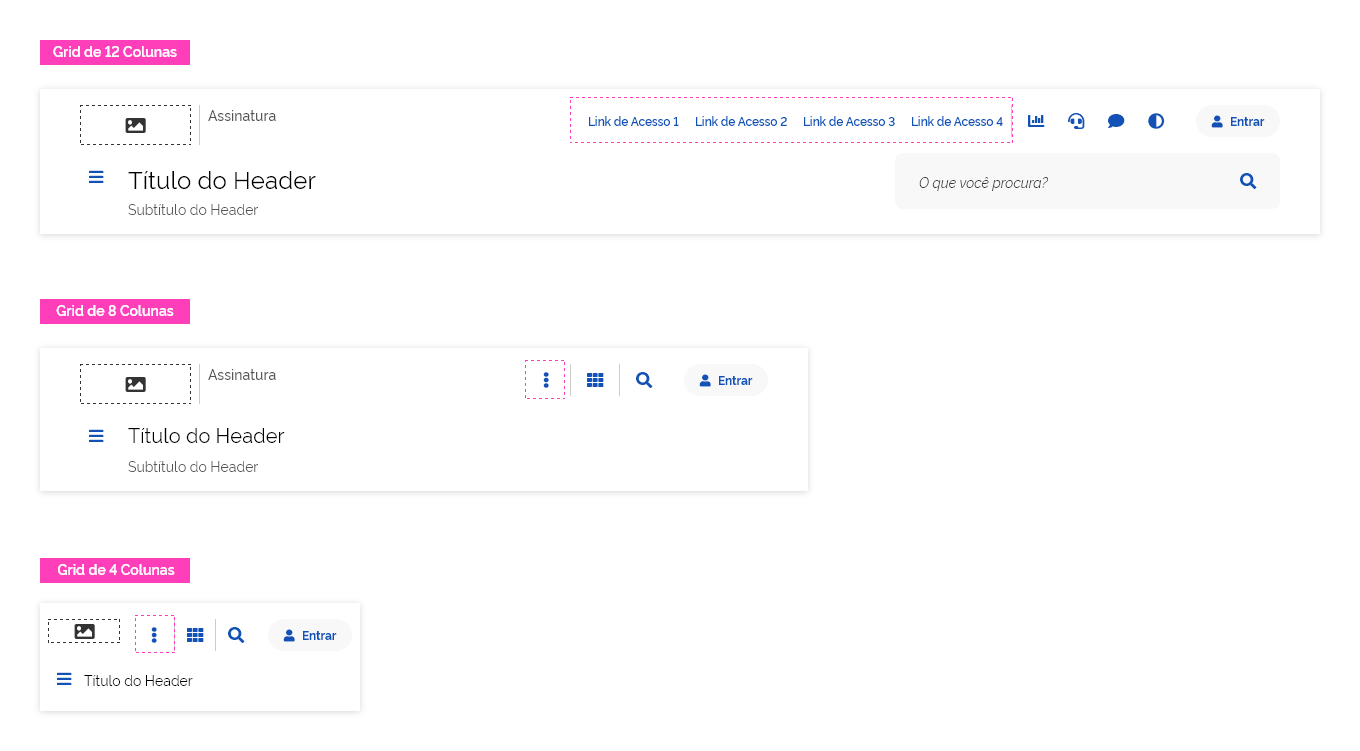 Grid de 12 Colunas
Assinatura
Link de Acesso 1 Link de Acesso 2 Link de Acesso 3 Link de Acesso 4 Entrar
Título do Header
O que você procura?
Subtítulo do Header
Grid de 8 Colunas
Assinatura
Entrar
Título do Header
Subtítulo do Header
Grid de 4 Colunas
Entrar
Título do Header